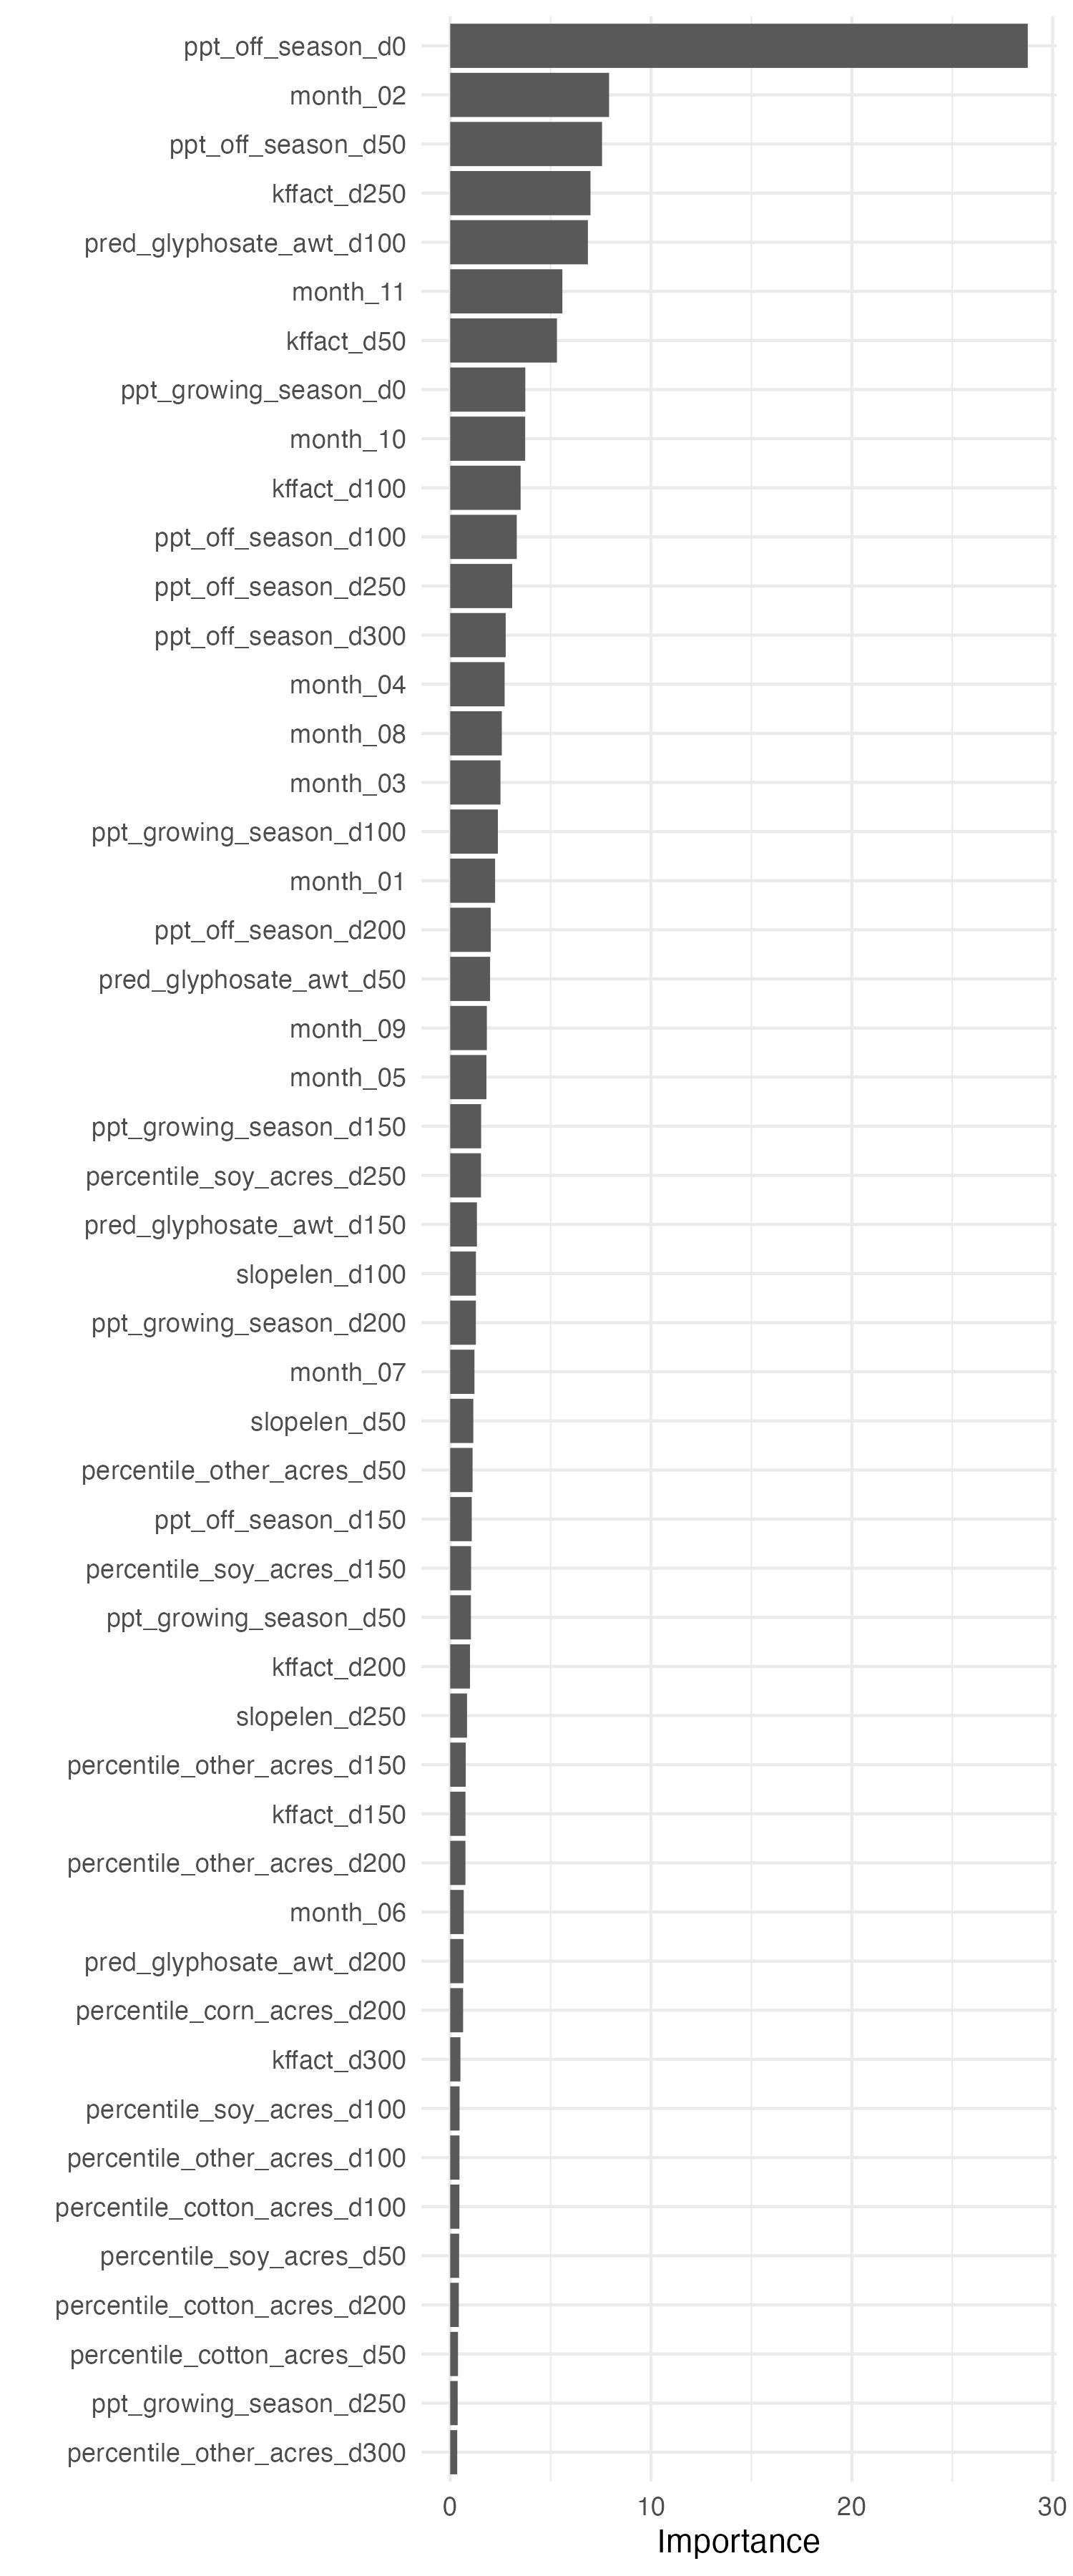 ppt_off_season_d0
month_02
ppt_off_season_d50
kffact_d250
pred_glyphosate_awt_d100
month_11
kffact_d50
ppt_growing_season_d0
month_10
kffact_d100
ppt_off_season_d100
ppt_off_season_d250
ppt_off_season_d300
month_04
month_08
month_03
ppt_growing_season_d100
month_01
ppt_off_season_d200
pred_glyphosate_awt_d50
month_09
month_05
ppt_growing_season_d150
percentile_soy_acres_d250
pred_glyphosate_awt_d150
slopelen_d100
ppt_growing_season_d200
month_07
slopelen_d50
percentile_other_acres_d50
ppt_off_season_d150
percentile_soy_acres_d150
ppt_growing_season_d50
kffact_d200
slopelen_d250
percentile_other_acres_d150
kffact_d150
percentile_other_acres_d200
month_06
pred_glyphosate_awt_d200
percentile_corn_acres_d200
kffact_d300
percentile_soy_acres_d100
percentile_other_acres_d100
percentile_cotton_acres_d100
percentile_soy_acres_d50
percentile_cotton_acres_d200
percentile_cotton_acres_d50
ppt_growing_season_d250
percentile_other_acres_d300
0 10 20 30
Importance